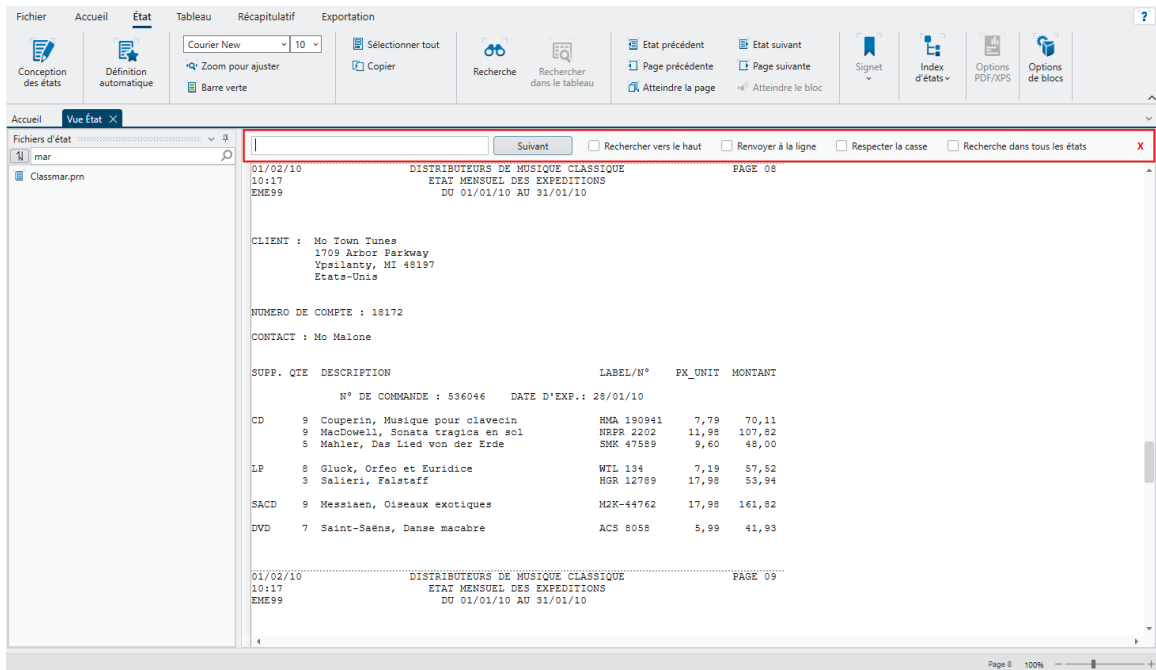 Fichier Accueil État Tableau Récapitulatif Exportation ?
Conception des états
Définition automatique
Courier New 10
Zoom pour ajuster
Barre verte
Sélectionner tout
Copier
Recherche
Rechercher dans le tableau
Etat précédent
Page précédente
Atteindre la page
Etat suivant
Page suivante
Atteindre le bloc
Signet
Index d'états
Options PDF/XPS
Options de blocs
Accueil Vue État
Fichiers d'état
mar
Classmar.prn
Suivant Rechercher vers le haut Renvoyer à la ligne Respecter la casse Recherche dans tous les états X
01/02/10 DISTRIBUTEURS DE MUSIQUE CLASSIQUE PAGE 08
10:17 ETAT MENSUEL DES EXPEDITIONS
EME99 DU 01/01/10 AU 31/01/10
CLIENT : Mo Town Tunes
1709 Arbor Parkway
Ypsilanty, MI 48197
Etats-Unis
NUMERO DE COMPTE : 18172
CONTACT : Mo Malone
SUPP. QTE DESCRIPTION LABEL/N° PX_UNIT MONTANT
N° DE COMMANDE : 536046 DATE D'EXP.: 28/01/10
CD 9 Couperin, Musique pour clavecin HMA 190941 7,79 70,11
9 MacDowell, Sonata tragica en sol NRPR 2202 11,98 107,82
5 Mahler, Das Lied von der Erde SMK 47589 9,60 48,00
LP 8 Gluck, Orfeo et Euridice WTL 134 7,19 57,52
3 Salieri, Falstaff HGR 12789 17,98 53,94
SACD 9 Messiaen, Oiseaux exotiques M2K-44762 17,98 161,82
DVD 7 Saint-Saëns, Danse macabre ACS 8058 5,99 41,93
01/02/10 DISTRIBUTEURS DE MUSIQUE CLASSIQUE PAGE 09
10:17 ETAT MENSUEL DES EXPEDITIONS
EME99 DU 01/01/10 AU 31/01/10
Page 8 100%